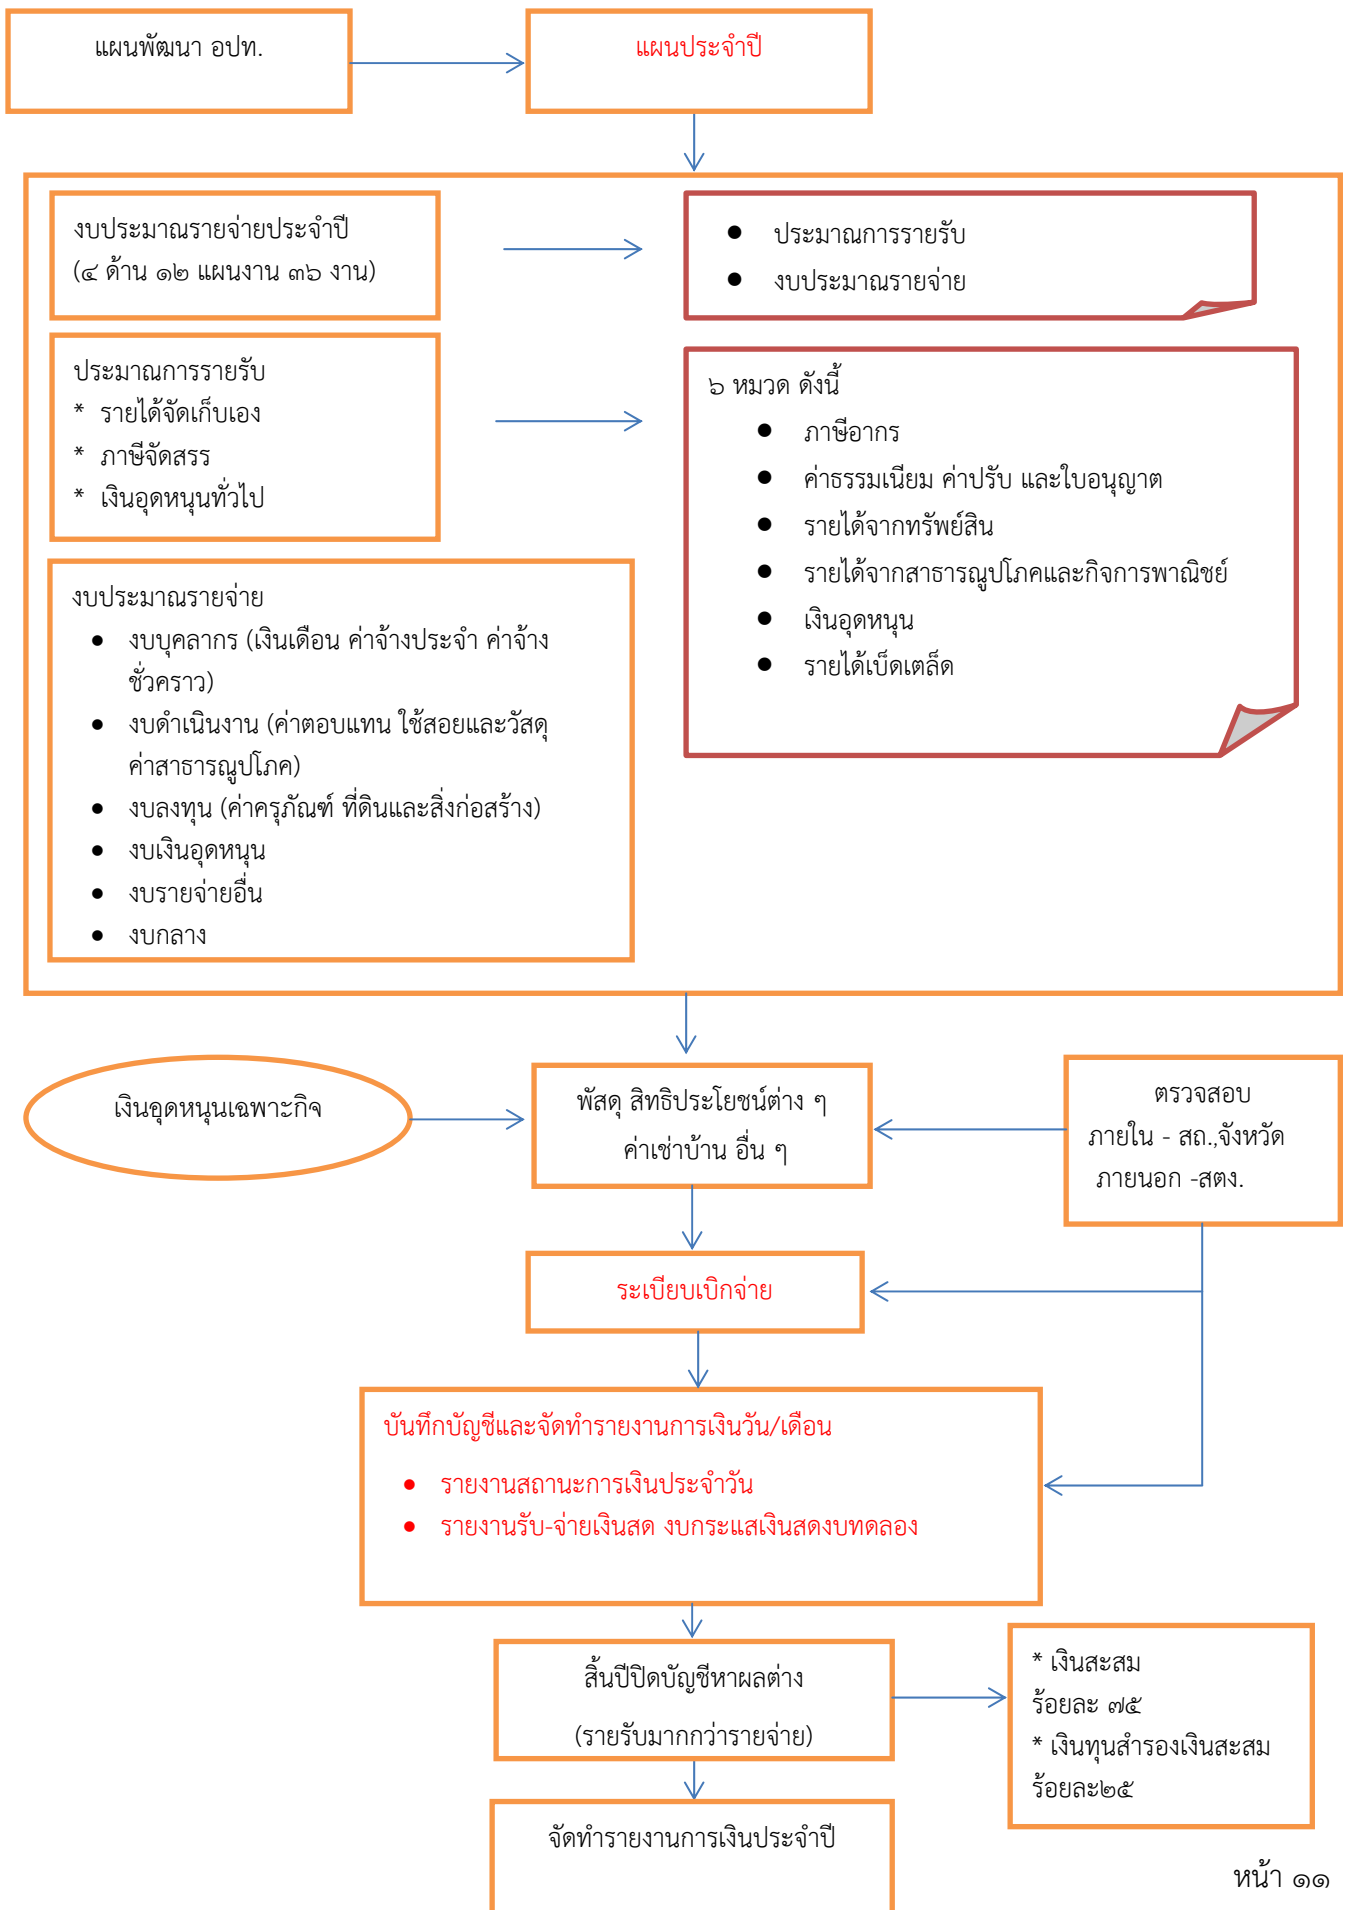 แผนพัฒนา อปท.
แผนประจำปี
งบประมาณรายจ่ายประจำปี
(๔ ด้าน ๑๒ แผนงาน ๓๖ งาน)
● ประมาณการรายรับ
● งบประมาณรายจ่าย
ประมาณการรายรับ
* รายได้จัดเก็บเอง
* ภาษีจัดสรร
* เงินอุดหนุนทั่วไป
๖ หมวด ดังนี้
● ภาษีอากร
● ค่าธรรมเนียม ค่าปรับ และใบอนุญาต
● รายได้จากทรัพย์สิน
● รายได้จากสาธารณูปโภคและกิจการพาณิชย์
● เงินอุดหนุน
● รายได้เบ็ดเตล็ด
งบประมาณรายจ่าย
● งบบุคลากร (เงินเดือน ค่าจ้างประจำ ค่าจ้าง
ชั่วคราว)
● งบดำเนินงาน (ค่าตอบแทน ใช้สอยและวัสดุ
ค่าสาธารณูปโภค)
● งบลงทุน (ค่าครุภัณฑ์ ที่ดินและสิ่งก่อสร้าง)
● งบเงินอุดหนุน
● งบรายจ่ายอื่น
● งบกลาง
เงินอุดหนุนเฉพาะกิจ
พัสดุ สิทธิประโยชน์ต่าง ๆ
ค่าเช่าบ้าน อื่น ๆ
ตรวจสอบ
ภายใน - สถ.,จังหวัด
ภายนอก -สตง.
ระเบียบเบิกจ่าย
บันทึกบัญชีและจัดทำรายงานการเงินวัน/เดือน
● รายงานสถานะการเงินประจำวัน
● รายงานรับ-จ่ายเงินสด งบกระแสเงินสดงบทดลอง
สิ้นปีปิดบัญชีหาผลต่าง
(รายรับมากกว่ารายจ่าย)
* เงินสะสม
ร้อยละ ๗๕
* เงินทุนสำรองเงินสะสม
ร้อยละ๒๕
จัดทำรายงานการเงินประจำปี
หน้า ๑๑